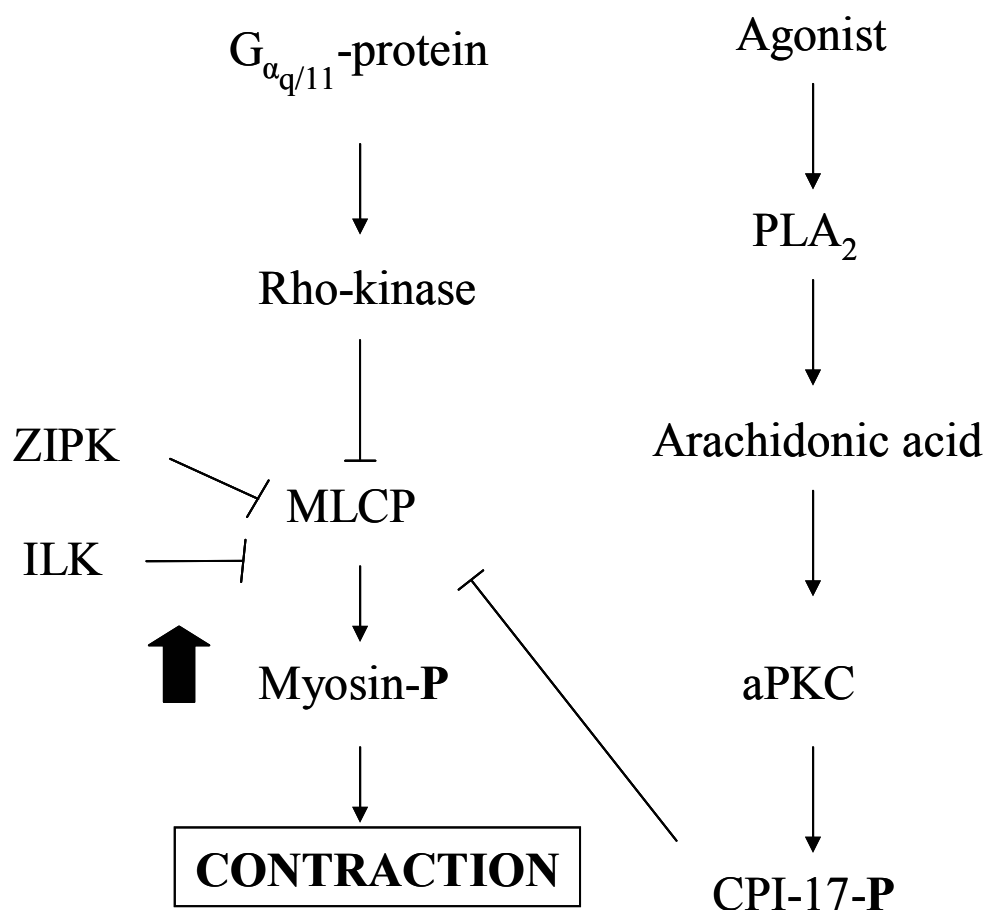 Gαq/11-protein
Agonist
PLA2
Rho-kinase
Arachidonic acid
ZIPK
MLCP
ILK
Myosin-P
aPKC
CONTRACTION
CPI-17-P